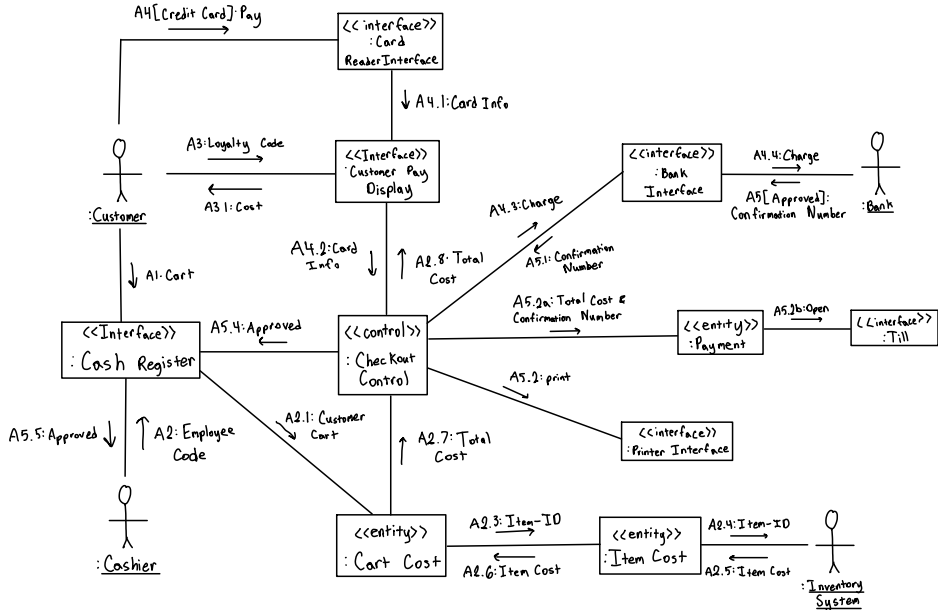 A4[Credit Card]: Pay
<<interface>>
: Card
Reader Interface
A4.1: Card Info
A3: Loyalty Code
A3.1: Cost
<<Interface>>
: Customer Pay
Display
<<interface>>
: Bank
Interface
A4.4: Charge
A5[Approved]:
Confirmation Number
: Bank
: Customer
A4.3: Charge
A5.1: Confirmation
Number
A4.2: Card
Info
A2.8: Total
Cost
A1: Cart
A5.2a: Total Cost &
Confirmation Number
A5.2b: Open
<<Interface>>
: Cash Register
A5.4: Approved
<<control>>
: Checkout
Control
<<entity>>
: Payment
<<interface>>
: Till
A5.2: print
A5.5: Approved
A2: Employee
Code
A2.1: Customer
Cart
A2.7: Total
Cost
<<interface>>
: Printer Interface
: Cashier
<<entity>>
: Cart Cost
A2.3: Item-ID
A2.6: Item Cost
<<entity>>
: Item Cost
A2.4: Item-ID
A2.5: Item Cost
: Inventory
System